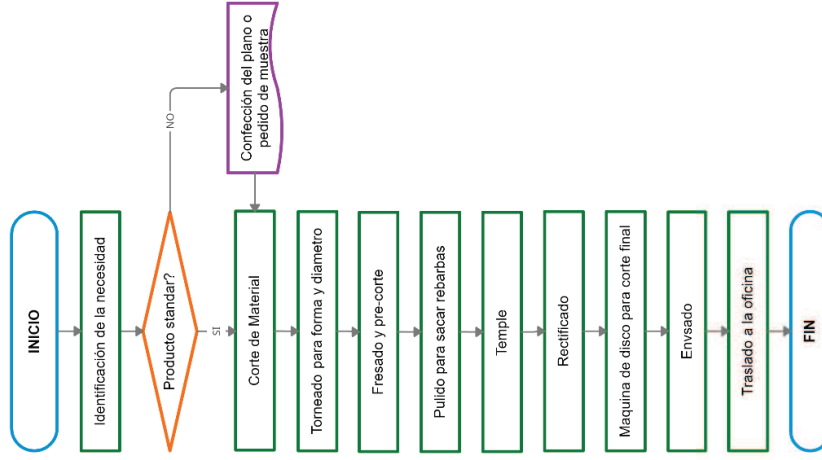 INICIO
Identificación de la necesidad
Producto standar?
NO
SI
Confección del plano o
pedido de muestra
Corte de Material
Torneado para forma y diametro
Fresado y pre-corte
Pulido para sacar rebarbas
Temple
Rectificado
Maquina de disco para corte final
Envsado
Traslado a la oficina
FIN